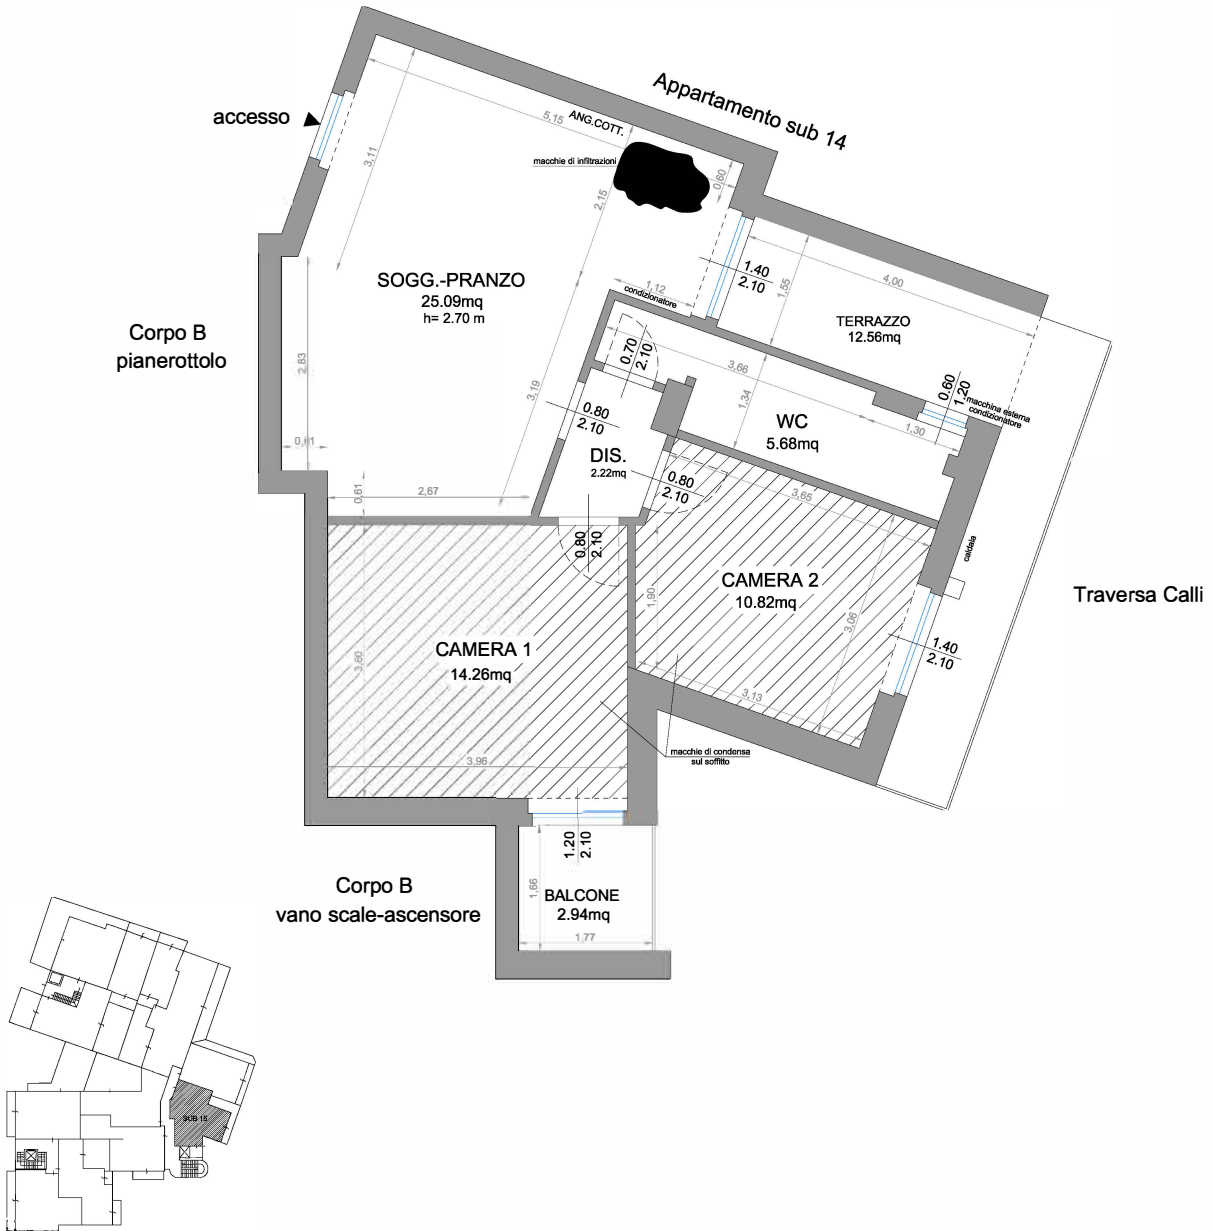 Appartamento sub 14
accesso
5,15
ANG.COTT.
3,11
macchie di infiltrazioni
0,60
2,15
SOGG.-PRANZO
25.09mq
h= 2.70 m
1.40
2.10
1,55
4,00
1,12
condizionatore
TERRAZZO
12.56mq
Corpo B
pianerottolo
2,83
3,19
0.70
2.10
3,66
1,34
0.60
1.20
macchina esterna
condizionatore
0.80
2.10
WC
5.68mq
1,30
DIS.
2.22mq
0,61
0,61
2,67
0.80
2.10
3,65
0.80
2.10
caldaia
CAMERA 2
10.82mq
1,90
3,06
Traversa Calli
1.40
2.10
CAMERA 1
14.26mq
3,60
3,13
macchie di condensa
sul soffitto
3,96
1.20
2.10
Corpo B
vano scale-ascensore
1,66
BALCONE
2.94mq
1,77
SUB 15